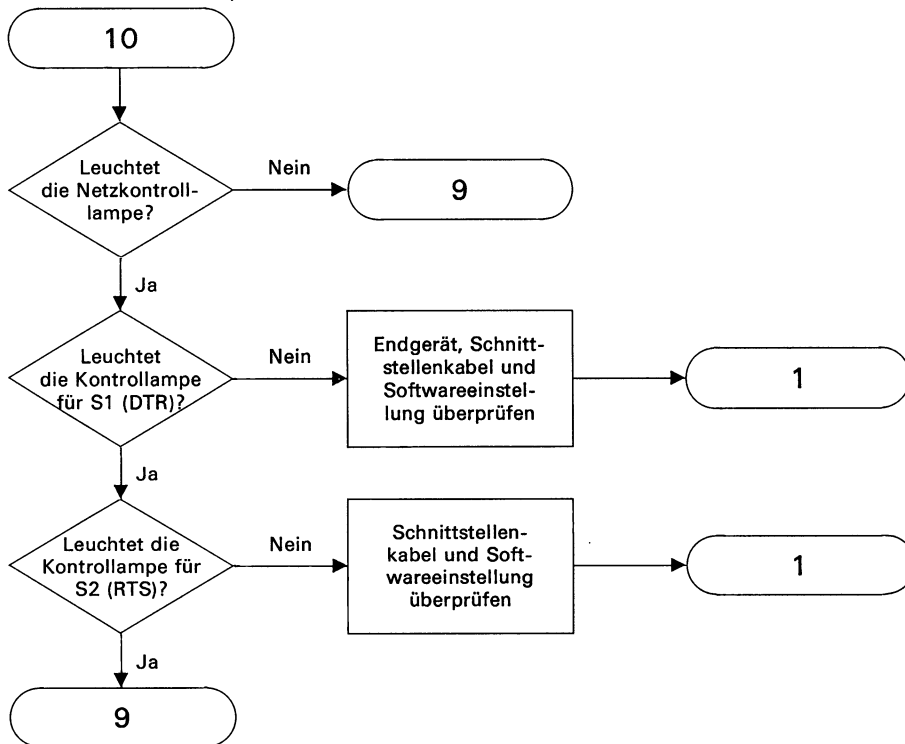 10
Leuchtet
die Netzkontroll-
lampe?
Nein
9
Ja
Leuchtet
die Kontrollampe
für S1 (DTR)?
Nein
Endgerät, Schnitt-
stellenkabel und
Softwareeinstel-
lung überprüfen
1
Ja
Leuchtet die
Kontrollampe für
S2 (RTS)?
Nein
Schnittstellen-
kabel und Soft-
wareeinstellung
überprüfen
1
Ja
9